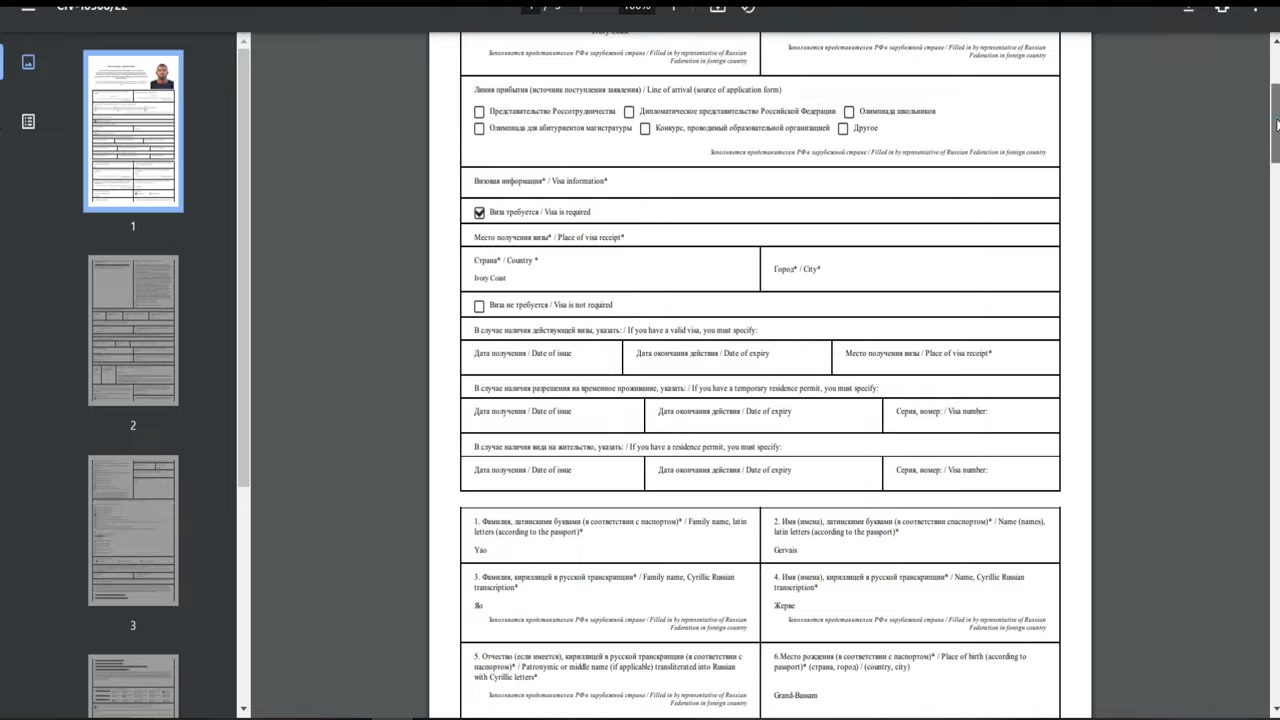 CIV-10500/22
Ivory Coast
Заполняется представителем РФ в зарубежной стране / Filled in by representative of Russian
Federation in foreign country
Заполняется представителем РФ в зарубежной стране / Filled in by representative of Russian
Federation in foreign country
Линия прибытия (источник поступления заявления) / Line of arrival (source of application form)
Представительство Россотрудничества Дипломатическое представительство Российской Федерации Олимпиада школьников
Олимпиада для абитуриентов магистратуры Конкурс, проводимый образовательной организацией Другое
Заполняется представителем РФ в зарубежной стране / Filled in by representative of Russian Federation in foreign country
Визовая информация* / Visa information*
Виза требуется / Visa is required
Место получения визы* / Place of visa receipt*
Страна* / Country *
Ivory Coast
Город* / City*
Виза не требуется / Visa is not required
В случае наличия действующей визы, указать: / If you have a valid visa, you must specify:
Дата получения / Date of issue Дата окончания действия / Date of expiry Место получения визы / Place of visa receipt*
В случае наличия разрешения на временное проживание, указать: / If you have a temporary residence permit, you must specify:
Дата получения / Date of issue Дата окончания действия / Date of expiry Серия, номер: / Visa number:
В случае наличия вида на жительство, указать: / If you have a residence permit, you must specify:
Дата получения / Date of issue Дата окончания действия / Date of expiry Серия, номер: / Visa number:
1. Фамилия, латинскими буквами (в соответствии с паспортом)* / Family name, latin
letters (according to the passport)*
Yao
2. Имя (имена), латинскими буквами (в соответствии спаспортом)* / Name (names),
latin letters (according to the passport)*
Gervais
3. Фамилия, кириллицей в русской транскрипции* / Family name, Cyrillic Russian
transcription*
Яо
Заполняется представителем РФ в зарубежной стране / Filled in by representative of Russian
Federation in foreign country
4. Имя (имена), кириллицей в русской транскрипции* / Name, Cyrillic Russian
transcription*
Жерве
Заполняется представителем РФ в зарубежной стране / Filled in by representative of Russian
Federation in foreign country
5. Отчество (если имеется), кириллицей в русской транскрипции (в соответствии с
паспортом)* / Patronymic or middle name (if applicable) transliterated into Russian
with Cyrillic letters*
Заполняется представителем РФ в зарубежной стране / Filled in by representative of Russian
Federation in foreign country
6.Место рождения (в соответствии с паспортом)* / Place of birth (according to
passport)* (страна, город) / (country, city)
Grand-Bassam
1
2
3